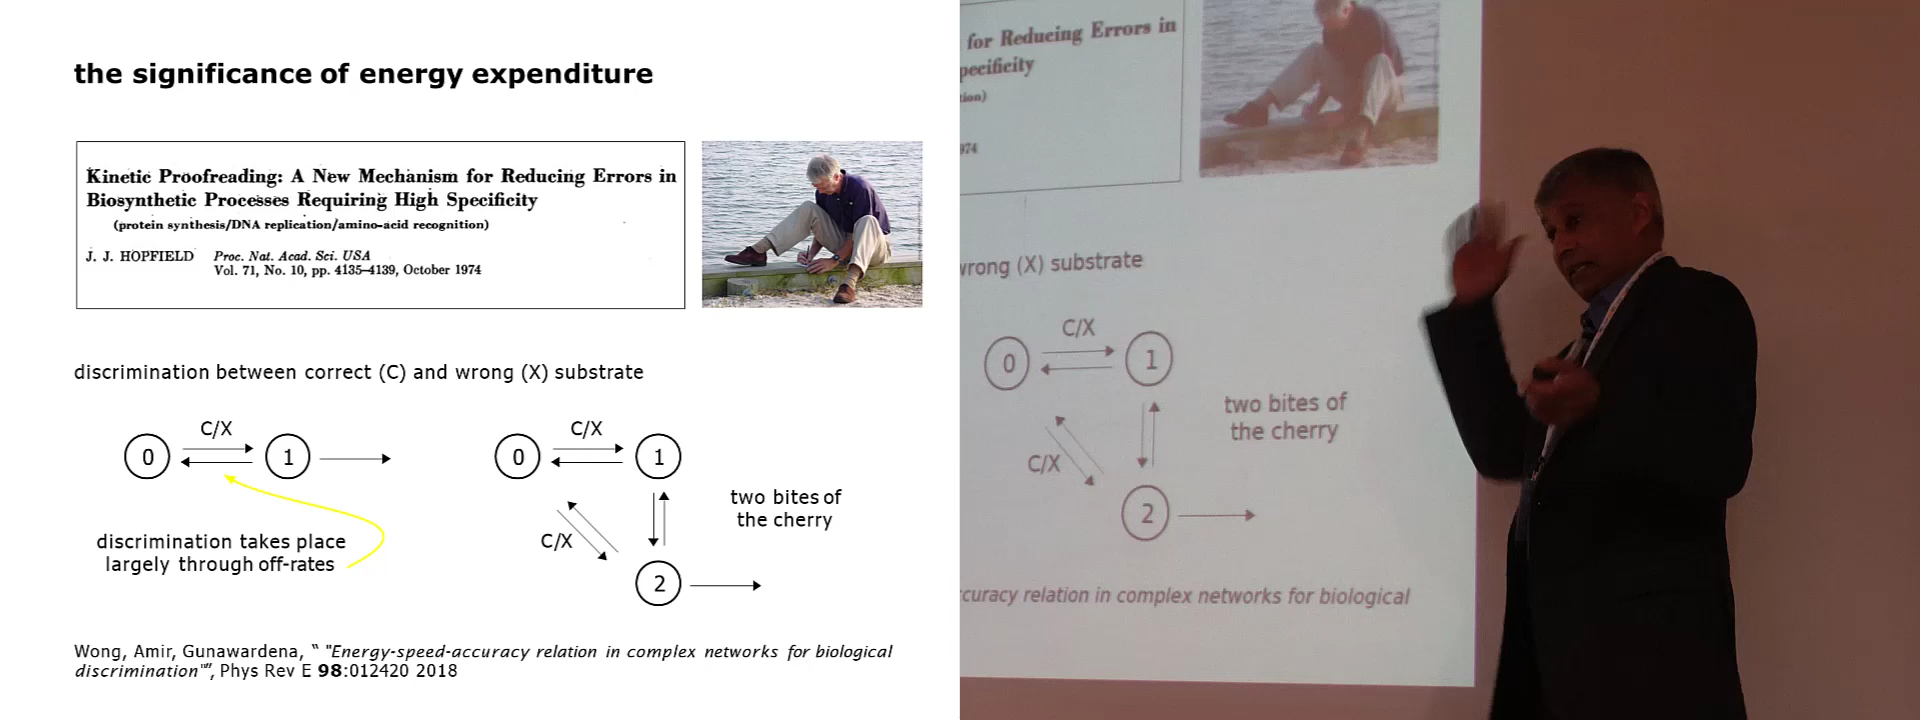 the significance of energy expenditure
Kinetic Proofreading: A New Mechanism for Reducing Errors in
Biosynthetic Processes Requiring High Specificity
(protein synthesis/DNA replication/amino-acid recognition)
J. J. HOPFIELD Proc. Nat. Acad. Sci. USA
Vol. 71, No. 10, pp. 4135–4139, October 1974
discrimination between correct (C) and wrong (X) substrate
C/X
0
1
discrimination takes place
largely through off-rates
C/X
0
1
C/X
2
two bites of
the cherry
Wong, Amir, Gunawardena, “ "Energy-speed-accuracy relation in complex networks for biological
discrimination"”, Phys Rev E 98:012420 2018
for Reducing Errors in
pecificity
tion)
974
wrong (X) substrate
C/X
0
1
C/X
2
two bites of
the cherry
curacy relation in complex networks for biological